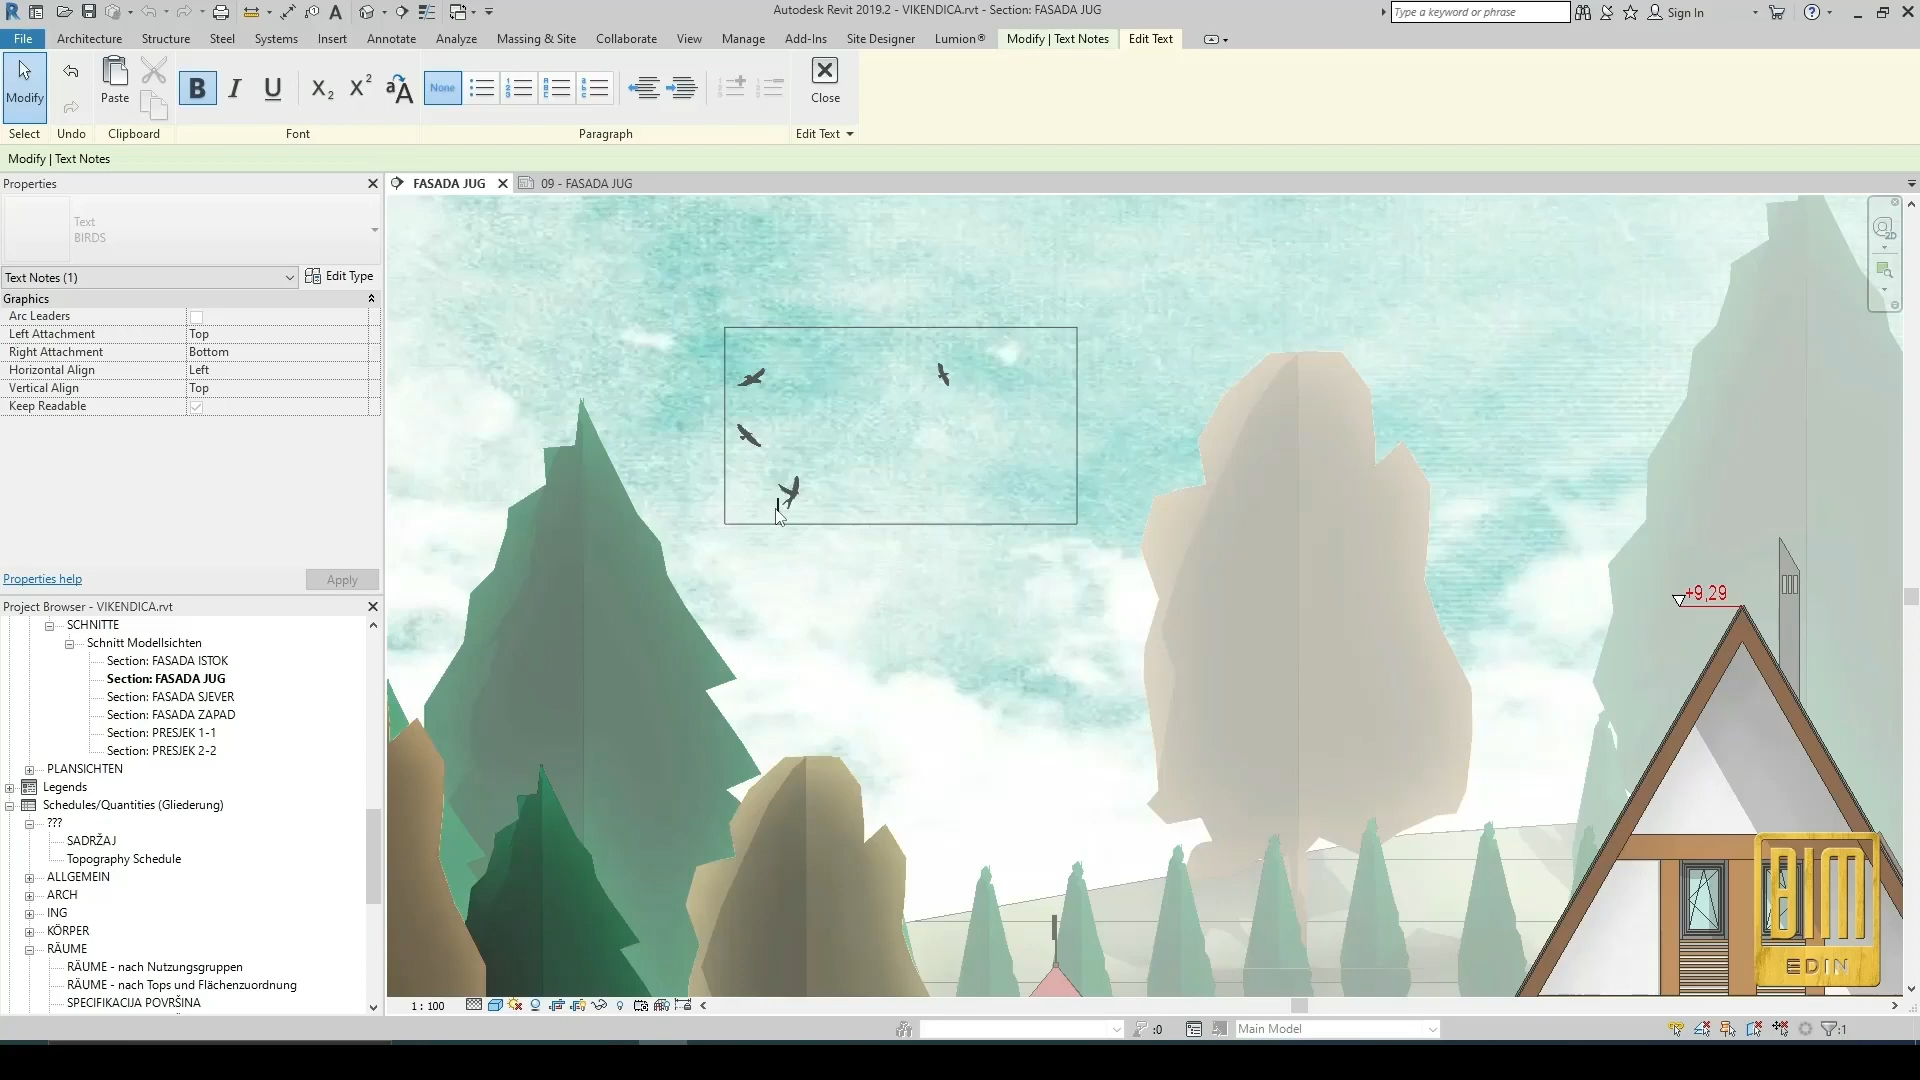 Autodesk Revit 2019.2 - VIKENDICA.rvt - Section: FASADA JUG
Type a keyword or phrase
Sign In
File Architecture Structure Steel Systems Insert Annotate Analyze Massing & Site Collaborate View Manage Add-Ins Site Designer Lumion® Modify | Text Notes Edit Text
Modify Paste None Close
Select Undo Clipboard Font Paragraph Edit Text
Modify | Text Notes
Properties
FASADA JUG 09 - FASADA JUG
Text
BIRDS
Text Notes (1) Edit Type
Graphics
Arc Leaders
Left Attachment Top
Right Attachment Bottom
Horizontal Align Left
Vertical Align Top
Keep Readable
Properties help Apply
Project Browser - VIKENDICA.rvt
SCHNITTE
Schnitt Modellsichten
Section: FASADA ISTOK
Section: FASADA JUG
Section: FASADA SJEVER
Section: FASADA ZAPAD
Section: PRESJEK 1-1
Section: PRESJEK 2-2
PLANSICHTEN
Legends
Schedules/Quantities (Gliederung)
???
SADRŽAJ
Topography Schedule
ALLGEMEIN
ARCH
ING
KÖRPER
RÄUME
RÄUME - nach Nutzungsgruppen
RÄUME - nach Tops und Flächenzuordnung
SPECIFIKACIJA POVRŠINA
+9,29
BIM
EDIN
1 : 100
:0
Main Model
:1